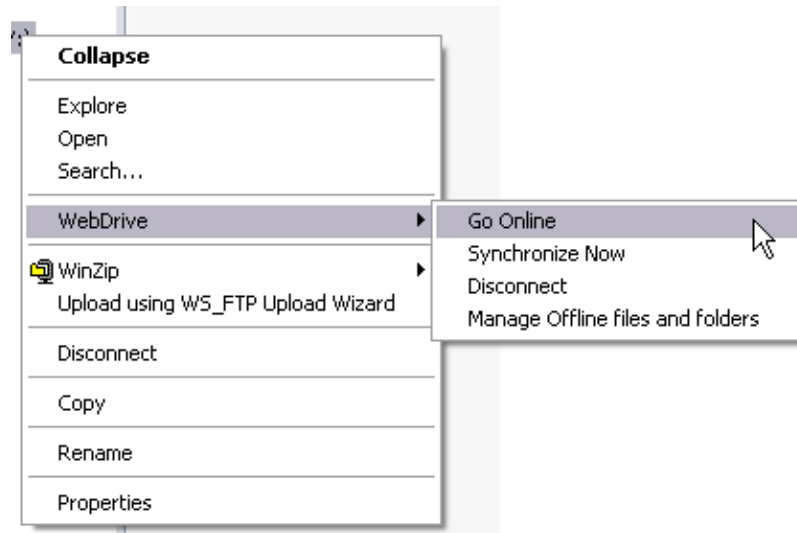 Collapse
Explore
Open
Search...
WebDrive
WinZip
Upload using WS_FTP Upload Wizard
Disconnect
Copy
Rename
Properties
Go Online
Synchronize Now
Disconnect
Manage Offline files and folders